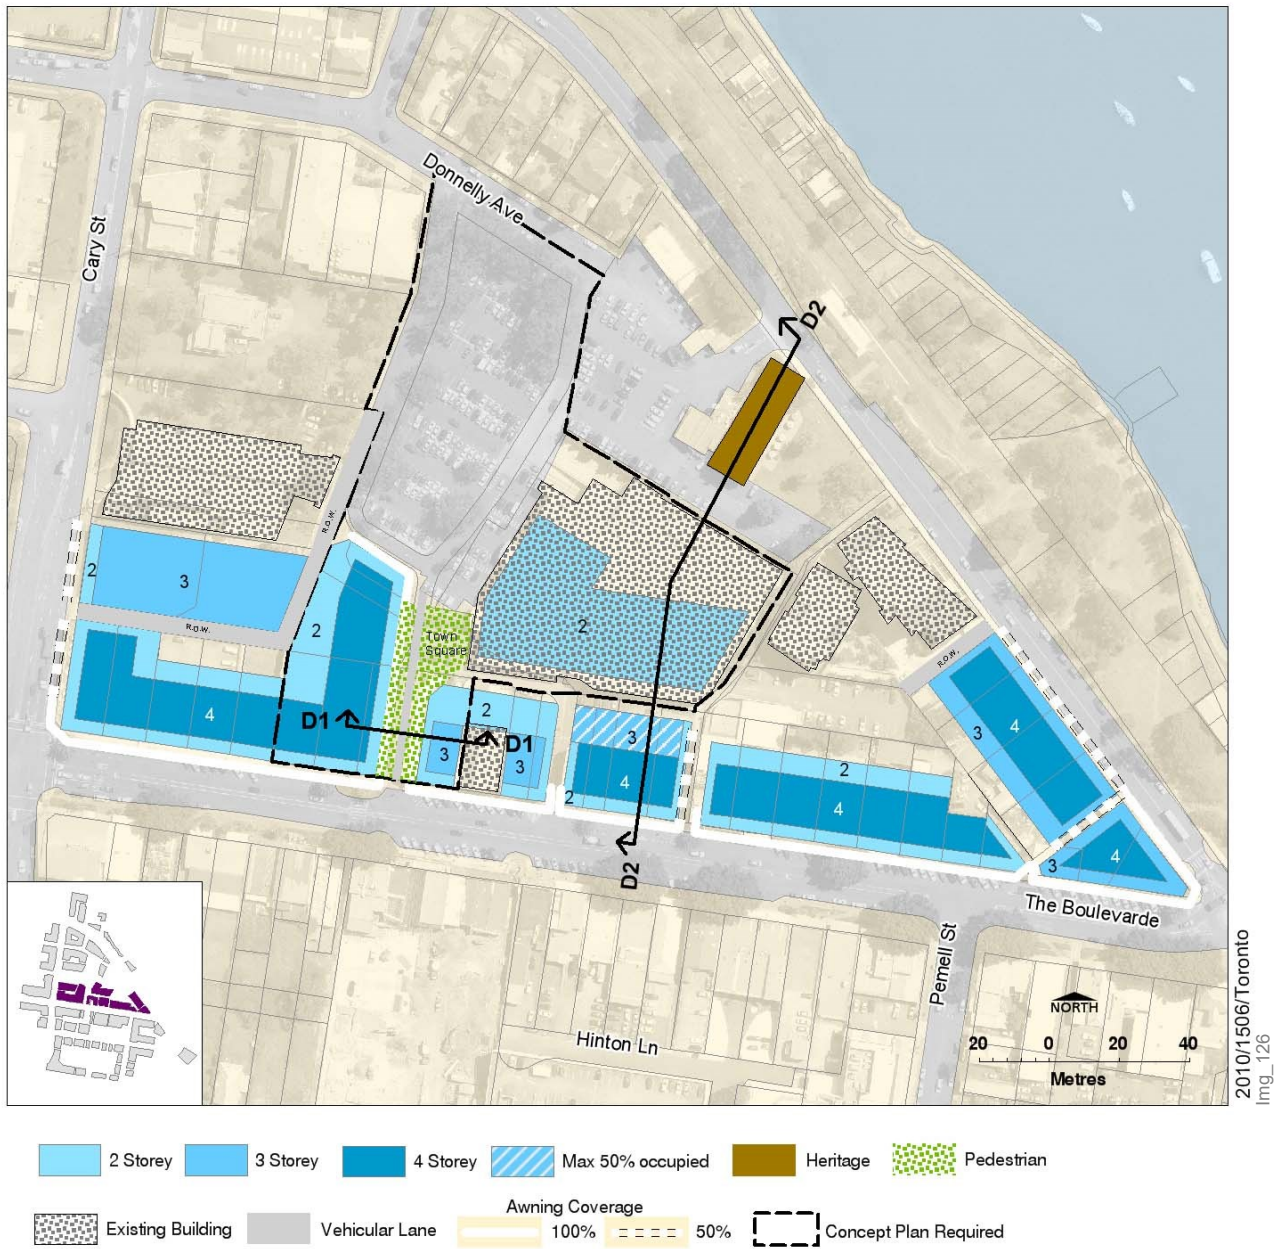 Donnelly Ave
Cary St
D2
R.O.W.
2
3
R.O.W.
2
Town
Square
2
R.O.W.
4
D1
D1
2
3
3
3
4
2
2
4
3
4
3
4
D2
The Boulevarde
Pemell St
Hinton Ln
NORTH
20 0 20 40
Metres
2010/1506/Toronto
Img_126
2 Storey
3 Storey
4 Storey
Max 50% occupied
Heritage
Pedestrian
Existing Building
Vehicular Lane
Awning Coverage
100%
50%
Concept Plan Required